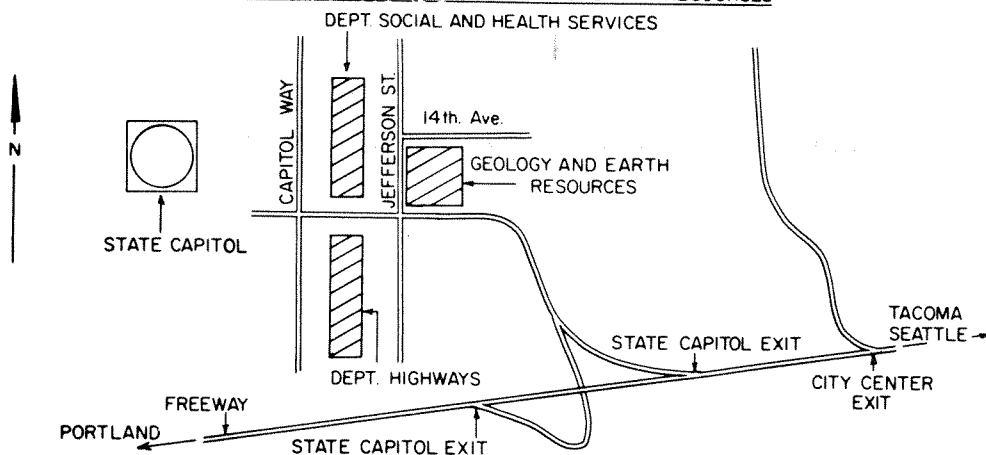 DEPT. SOCIAL AND HEALTH SERVICES
N
CAPITOL WAY
JEFFERSON ST.
14th. Ave.
GEOLOGY AND EARTH
RESOURCES
STATE CAPITOL
DEPT. HIGHWAYS
STATE CAPITOL EXIT
TACOMA
SEATTLE
CITY CENTER
EXIT
FREEWAY
PORTLAND
STATE CAPITOL EXIT